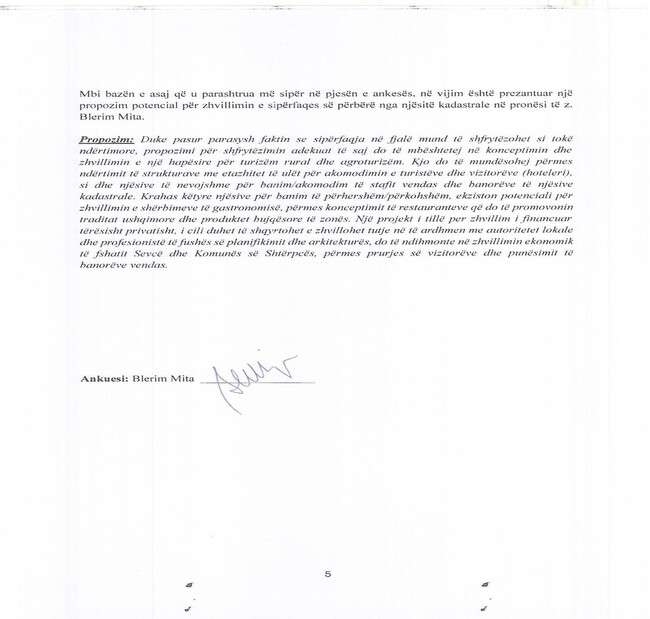 Mbi bazën e asaj që u parashtrua më sipër në pjesën e ankesës, në vijim është prezantuar një
propozim potencial për zhvillimin e sipërfaqes së përbërë nga njësitë kadastrale në pronësi të z.
Blerim Mita.
Propozim: Duke pasur parasysh faktin se sipërfaqja në fjalë mund të shfrytëzohet si tokë
ndërtimore, propozimi për shfrytëzimin adekuat të saj do të mbështetej në konceptimin dhe
zhvillimin e një hapësire për turizëm rural dhe agroturizëm. Kjo do të mundësohej përmes
ndërtimit të strukturave me etazhitet të ulët për akomodimin e turistëve dhe vizitorëve (hoteleri),
si dhe njësive të nevojshme për banim/akomodim të stafit vendas dhe banorëve të njësive
kadastrale. Krahas këtyre njësive për banim të përhershëm/përkohshëm, ekziston potenciali për
zhvillimin e shërbimeve të gastronomisë, përmes konceptimit të restauranteve që do të promovonin
traditat ushqimore dhe produktet bujqësore të zonës. Një projekt i tillë per zhvillim i financuar
tërësisht privatisht, i cili duhet të shqyrtohet e zhvillohet tutje në të ardhmen me autoritetet lokale
dhe profesionistë të fushës së planifikimit dhe arkitekturës, do të ndihmonte në zhvillimin ekonomik
të fshatit Sevcë dhe Komunës së Shtërpcës, përmes prurjes së vizitorëve dhe punësimit të
banorëve vendas.
Ankuesi: Blerim Mita
5